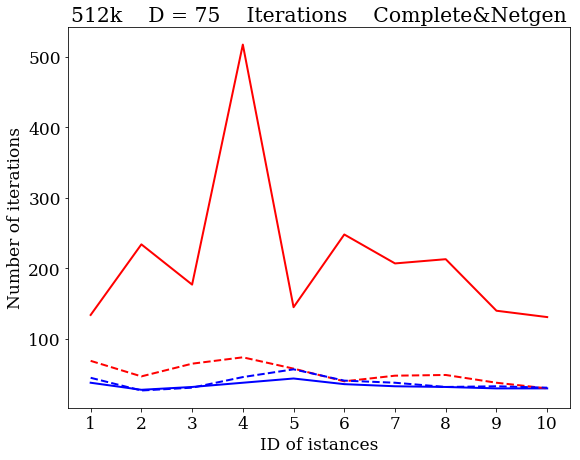 512k D = 75 Iterations Complete&Netgen
Number of iterations
500
400
300
200
100
1 2 3 4 5 6 7 8 9 10
ID of istances